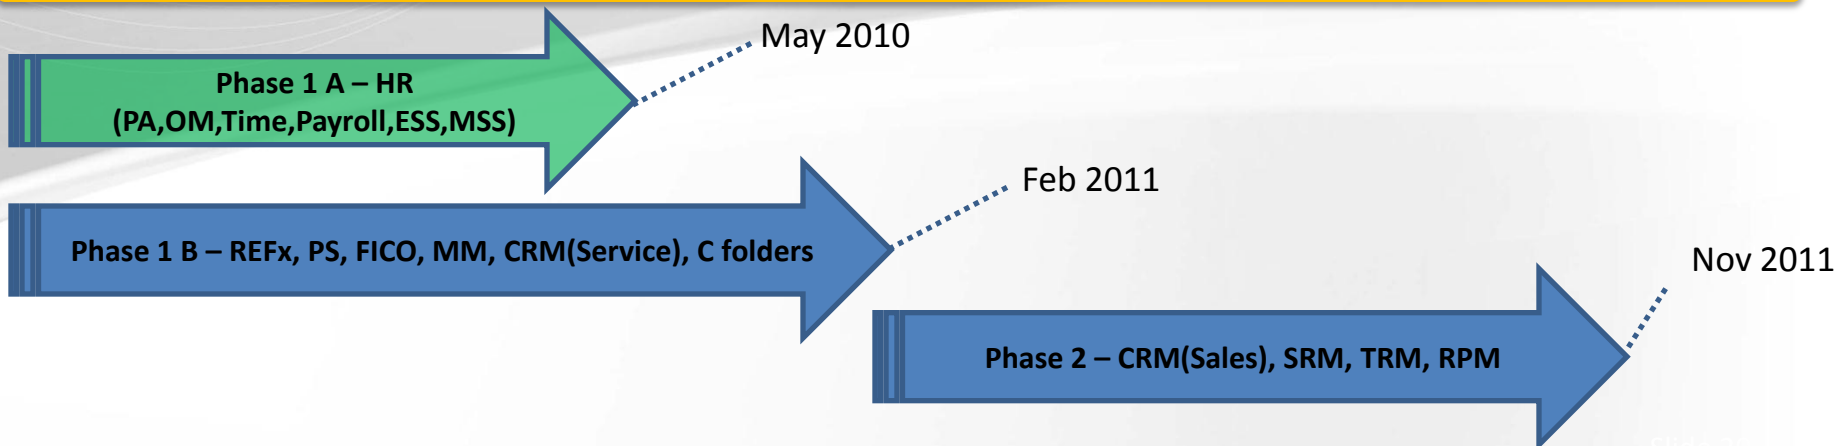 May 2010
Phase 1 A – HR
(PA,OM,Time,Payroll,ESS,MSS)
Feb 2011
Phase 1 B – REFx, PS, FICO, MM, CRM(Service), C folders
Nov 2011
Phase 2 – CRM(Sales), SRM, TRM, RPM